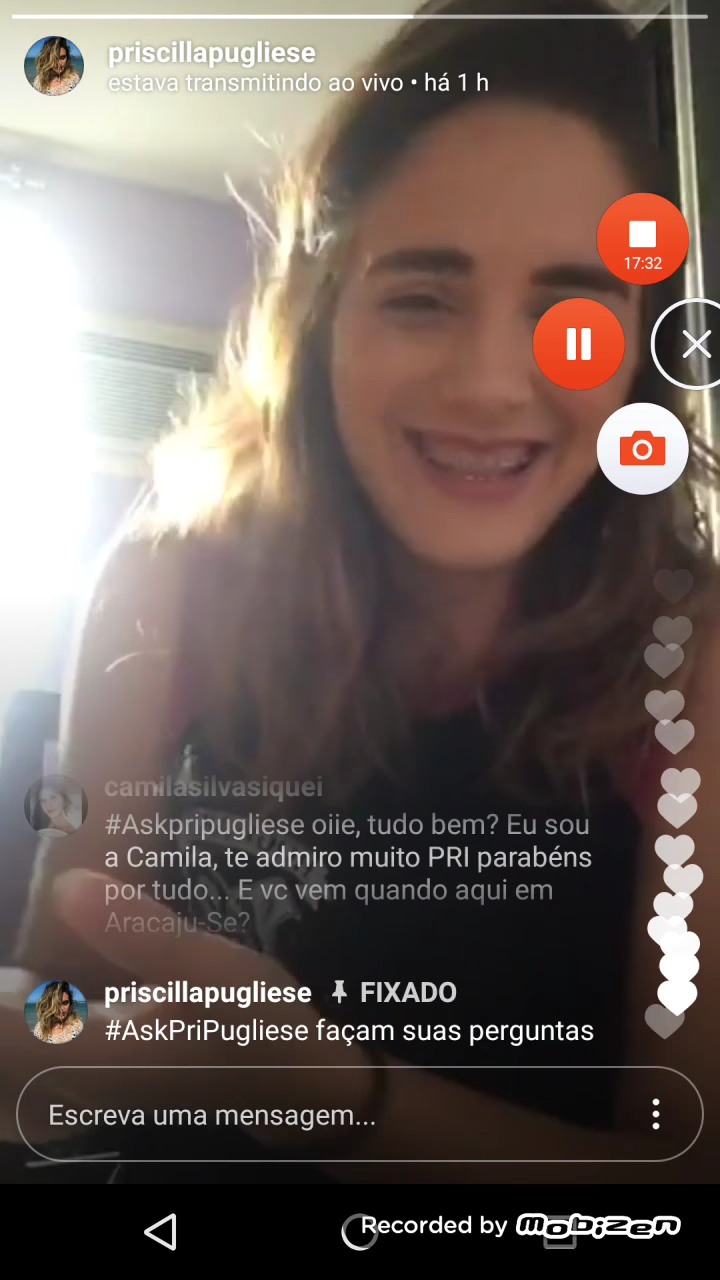 priscillapugliese
estava transmitindo ao vivo • há 1 h
17:32
camilasilvasiquei
#Askpripugliese oiie, tudo bem? Eu sou
a Camila, te admiro muito PRI parabéns
por tudo... E vc vem quando aqui em
Aracaju-Se?
priscillapugliese FIXADO
#AskPriPugliese façam suas perguntas
Escreva uma mensagem...
Recorded by mobizen